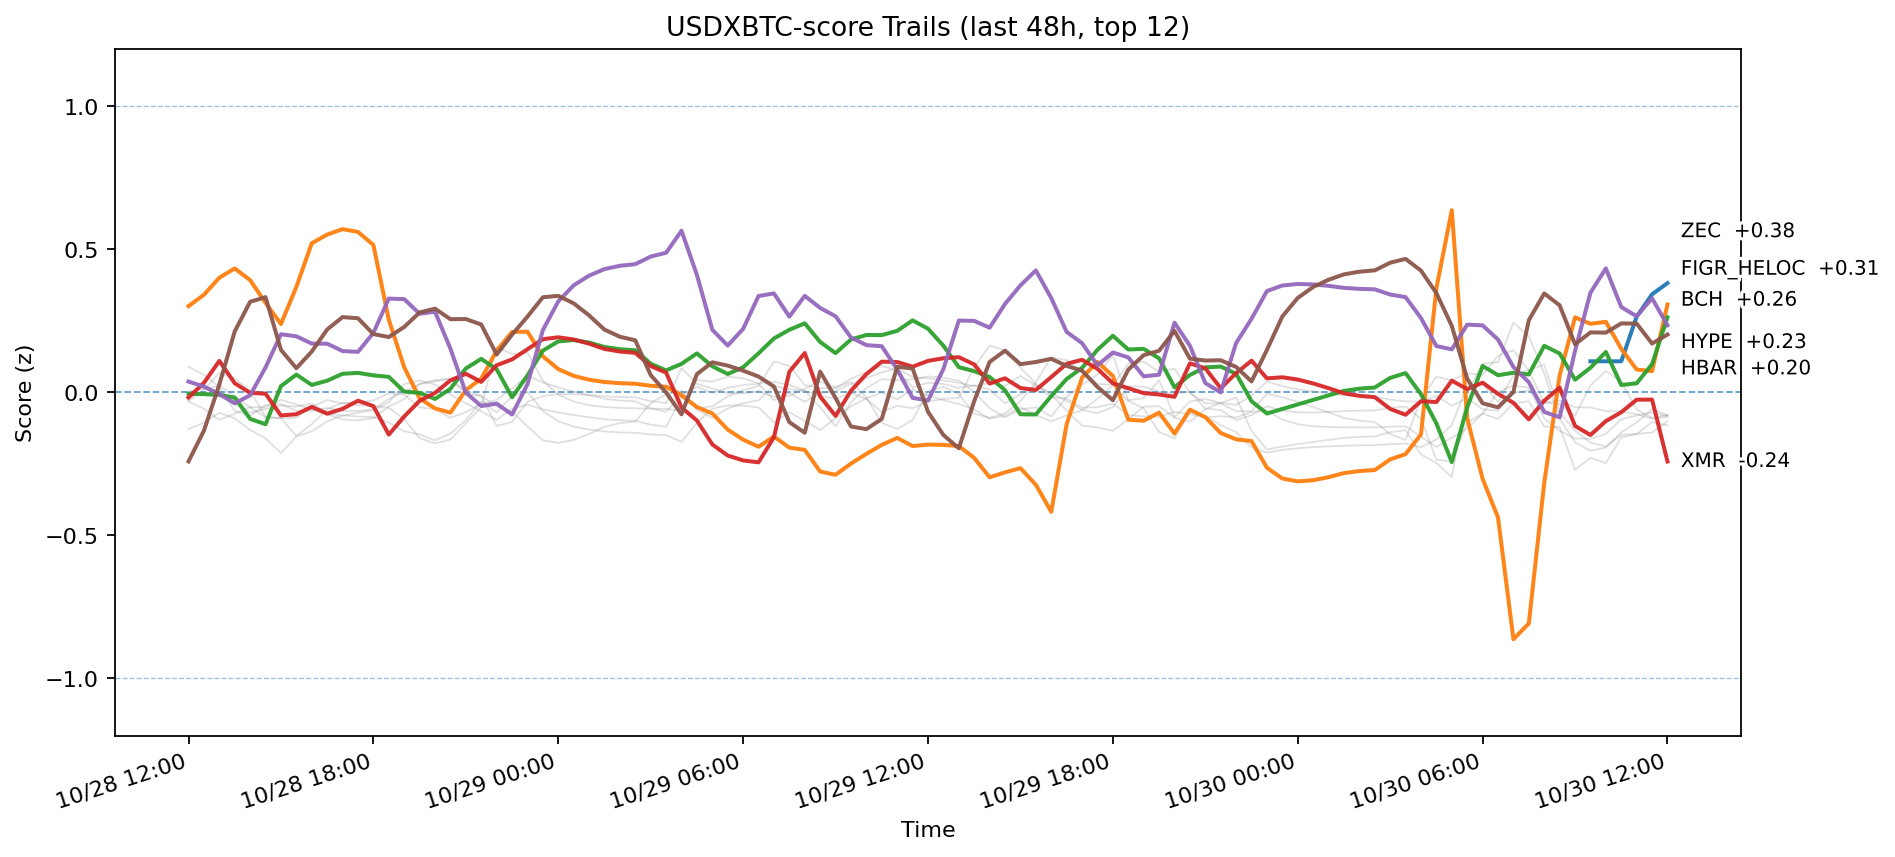 USDXBTC-score Trails (last 48h, top 12)
Score (z)
1.0
0.5
0.0
−0.5
−1.0
ZEC +0.38
FIGR_HELOC +0.31
BCH +0.26
HYPE +0.23
HBAR +0.20
XMR -0.24
10/28 12:00
10/28 18:00
10/29 00:00
10/29 06:00
10/29 12:00
10/29 18:00
10/30 00:00
10/30 06:00
10/30 12:00
Time